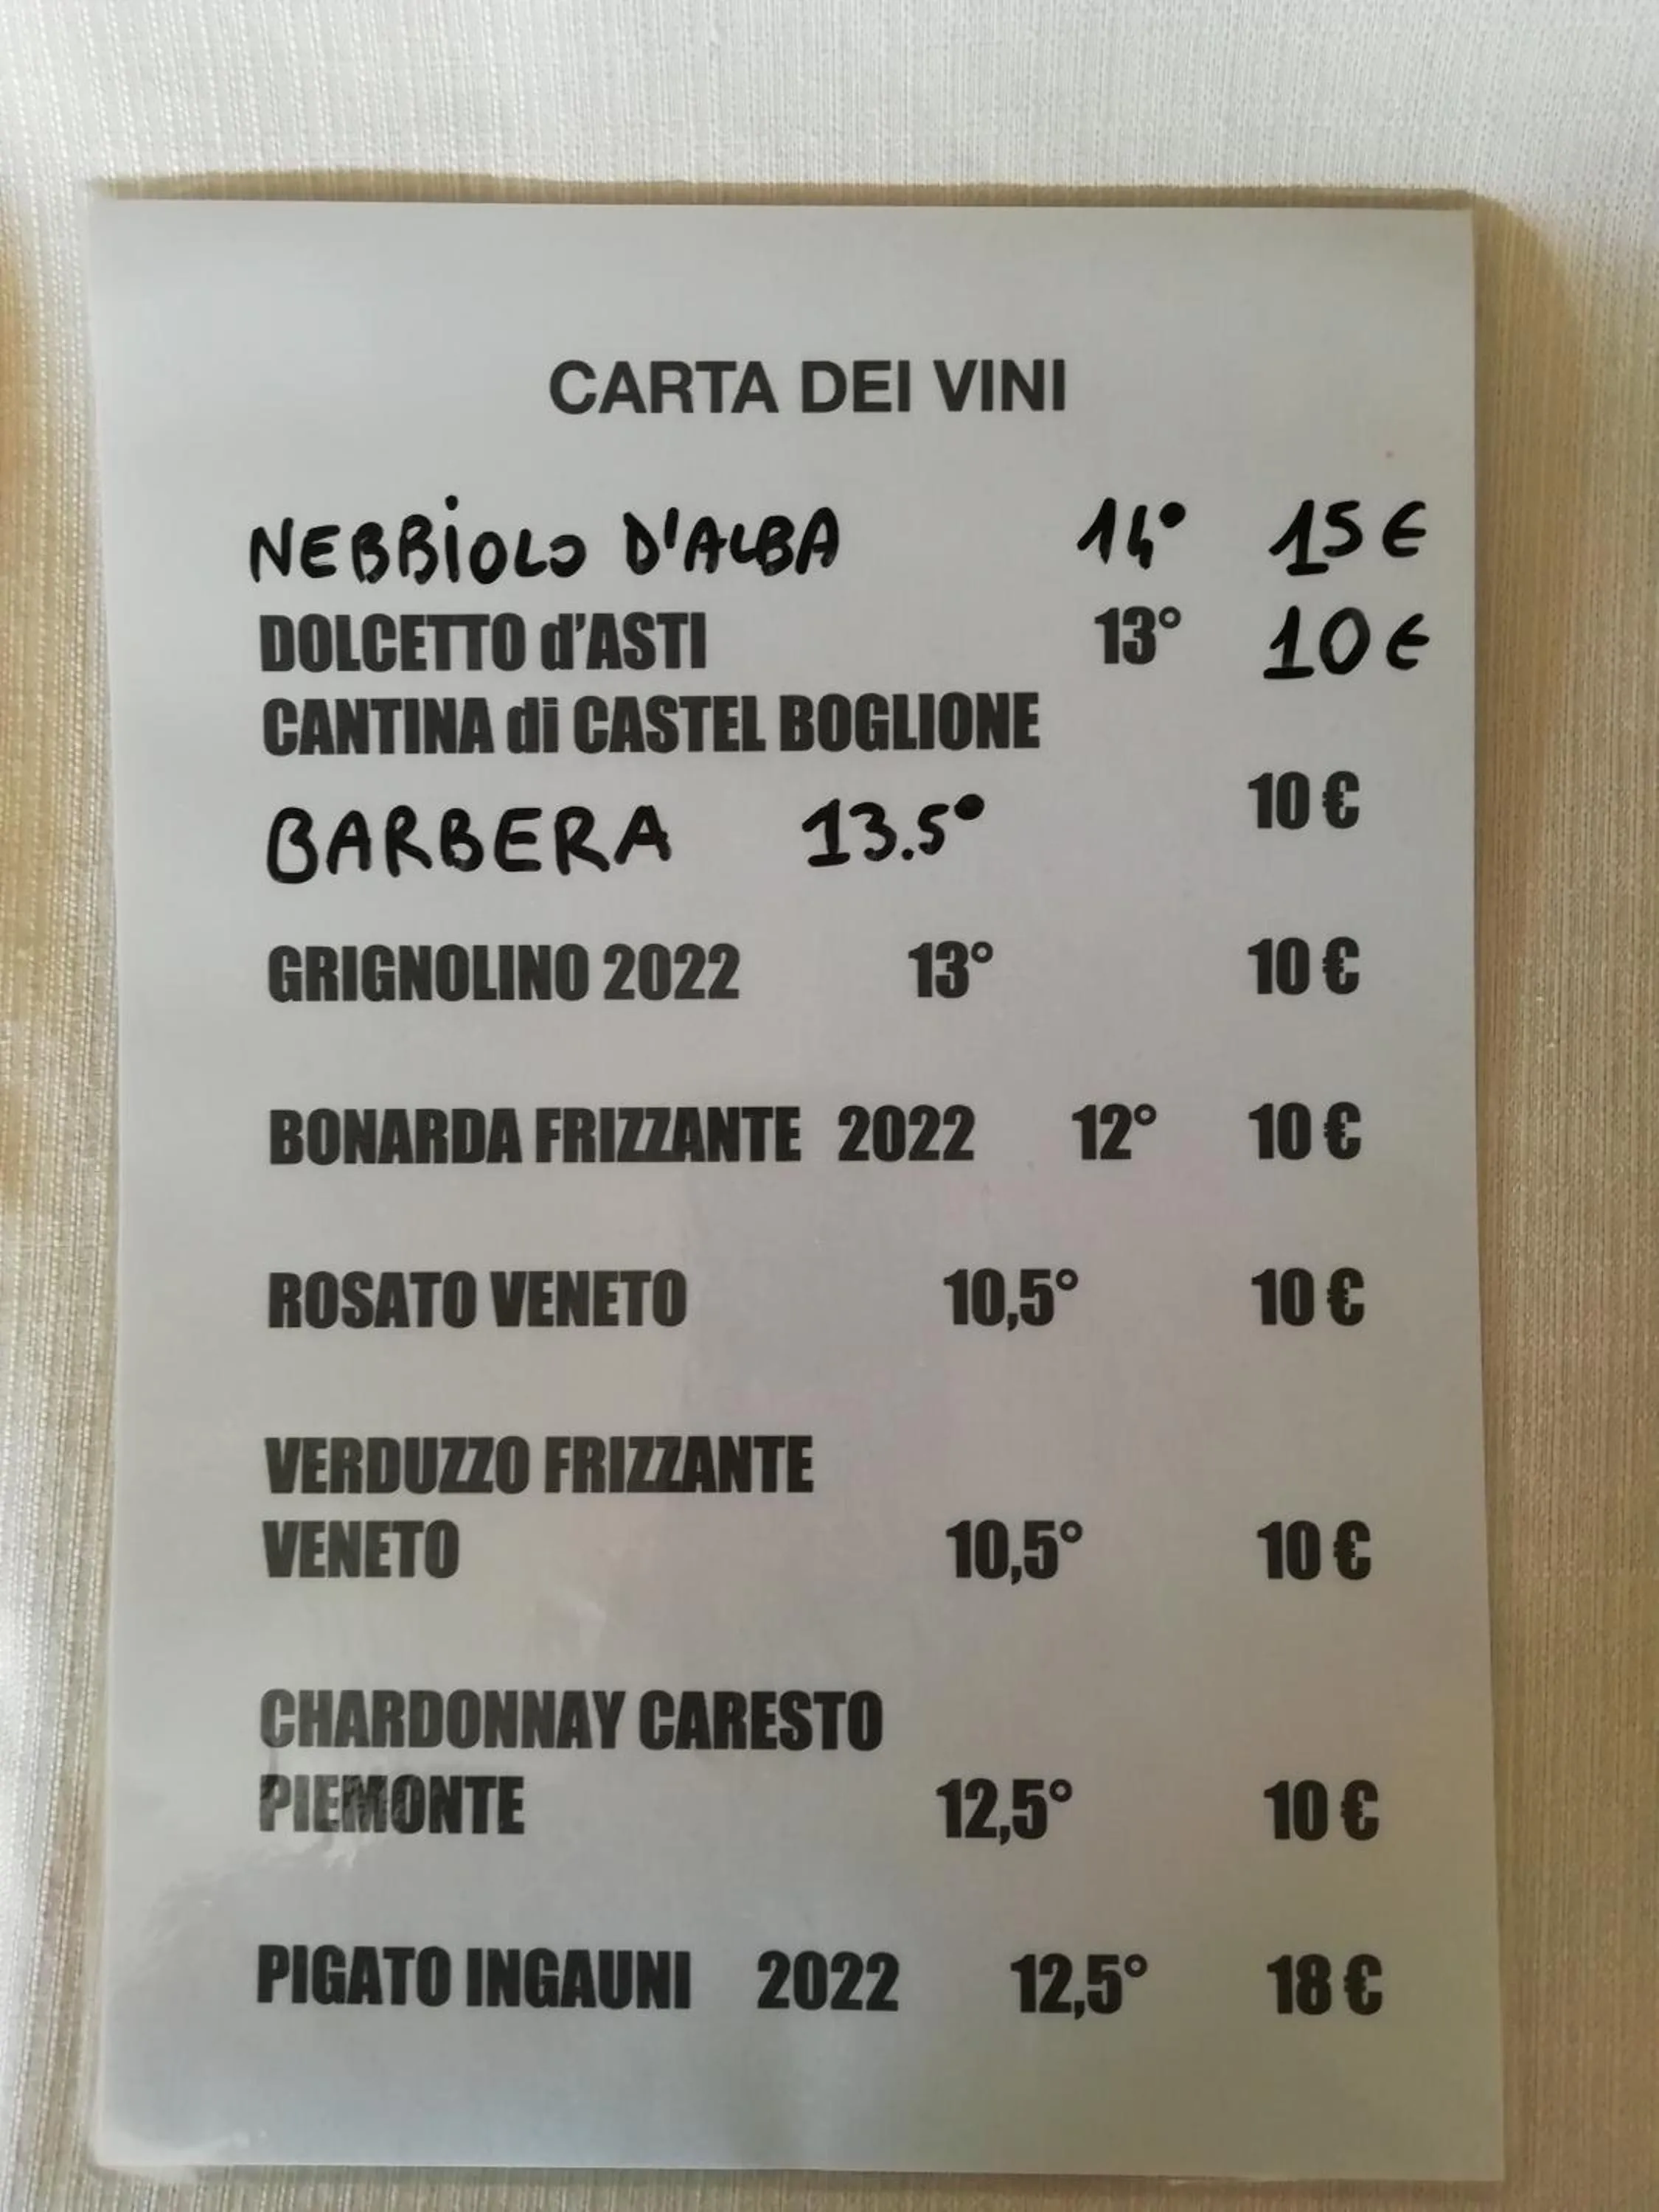 CARTA DEI VINI
NEBBIOLO D'ALBA 14° 15€
DOLCETTO d'ASTI 13° 10€
CANTINA di CASTEL BOGLIONE
BARBERA 13.5° 10 €
GRIGNOLINO 2022 13° 10 €
BONARDA FRIZZANTE 2022 12° 10 €
ROSATO VENETO 10,5° 10 €
VERDUZZO FRIZZANTE
VENETO 10,5° 10 €
CHARDONNAY CARESTO
PIEMONTE 12,5° 10 €
PIGATO INGAUNI 2022 12,5° 18 €